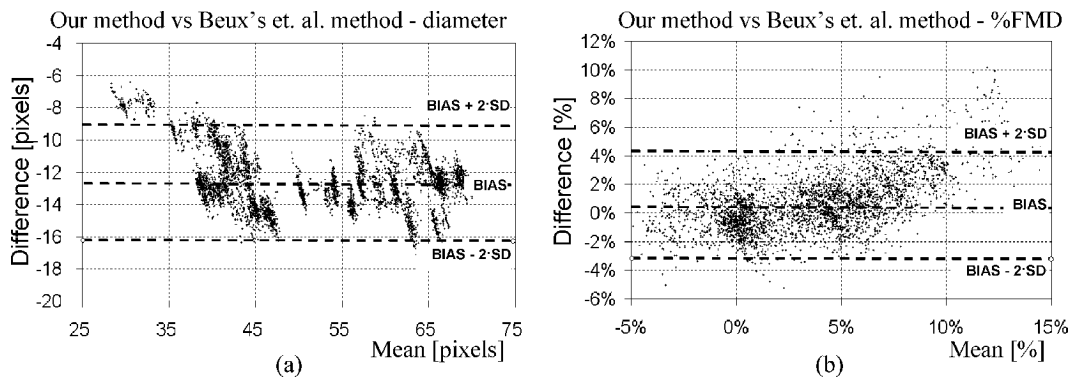 Our method vs Beux's et. al. method - diameter
-4
-6
-8
-10
-12
-14
-16
-18
-20
Difference [pixels]
BIAS + 2·SD
BIAS
BIAS - 2·SD
25
35
45
55
65
75
Mean [pixels]
(a)
Our method vs Beux's et. al. method - %FMD
12%
10%
8%
6%
4%
2%
0%
-2%
-4%
-6%
Difference [%]
BIAS + 2·SD
BIAS
BIAS - 2·SD
-5%
0%
5%
10%
15%
Mean [%]
(b)